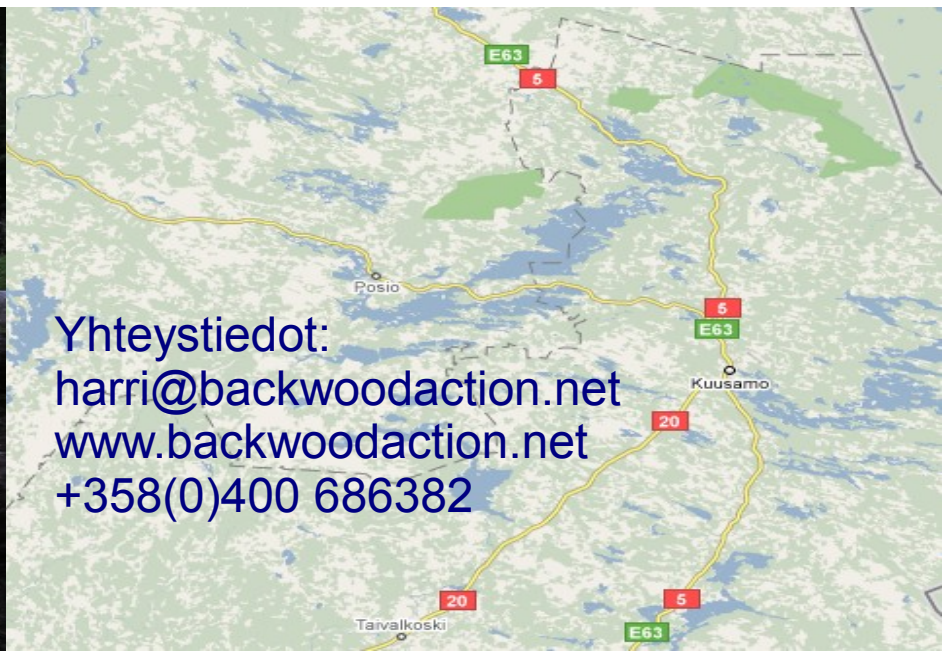 E63
5
Posio
5
E63
Yhteystiedot:
harri@backwoodaction.net
Kuusamo
www.backwoodaction.net
20
+358(0)400 686382
20
5
Taivalkoski
E63